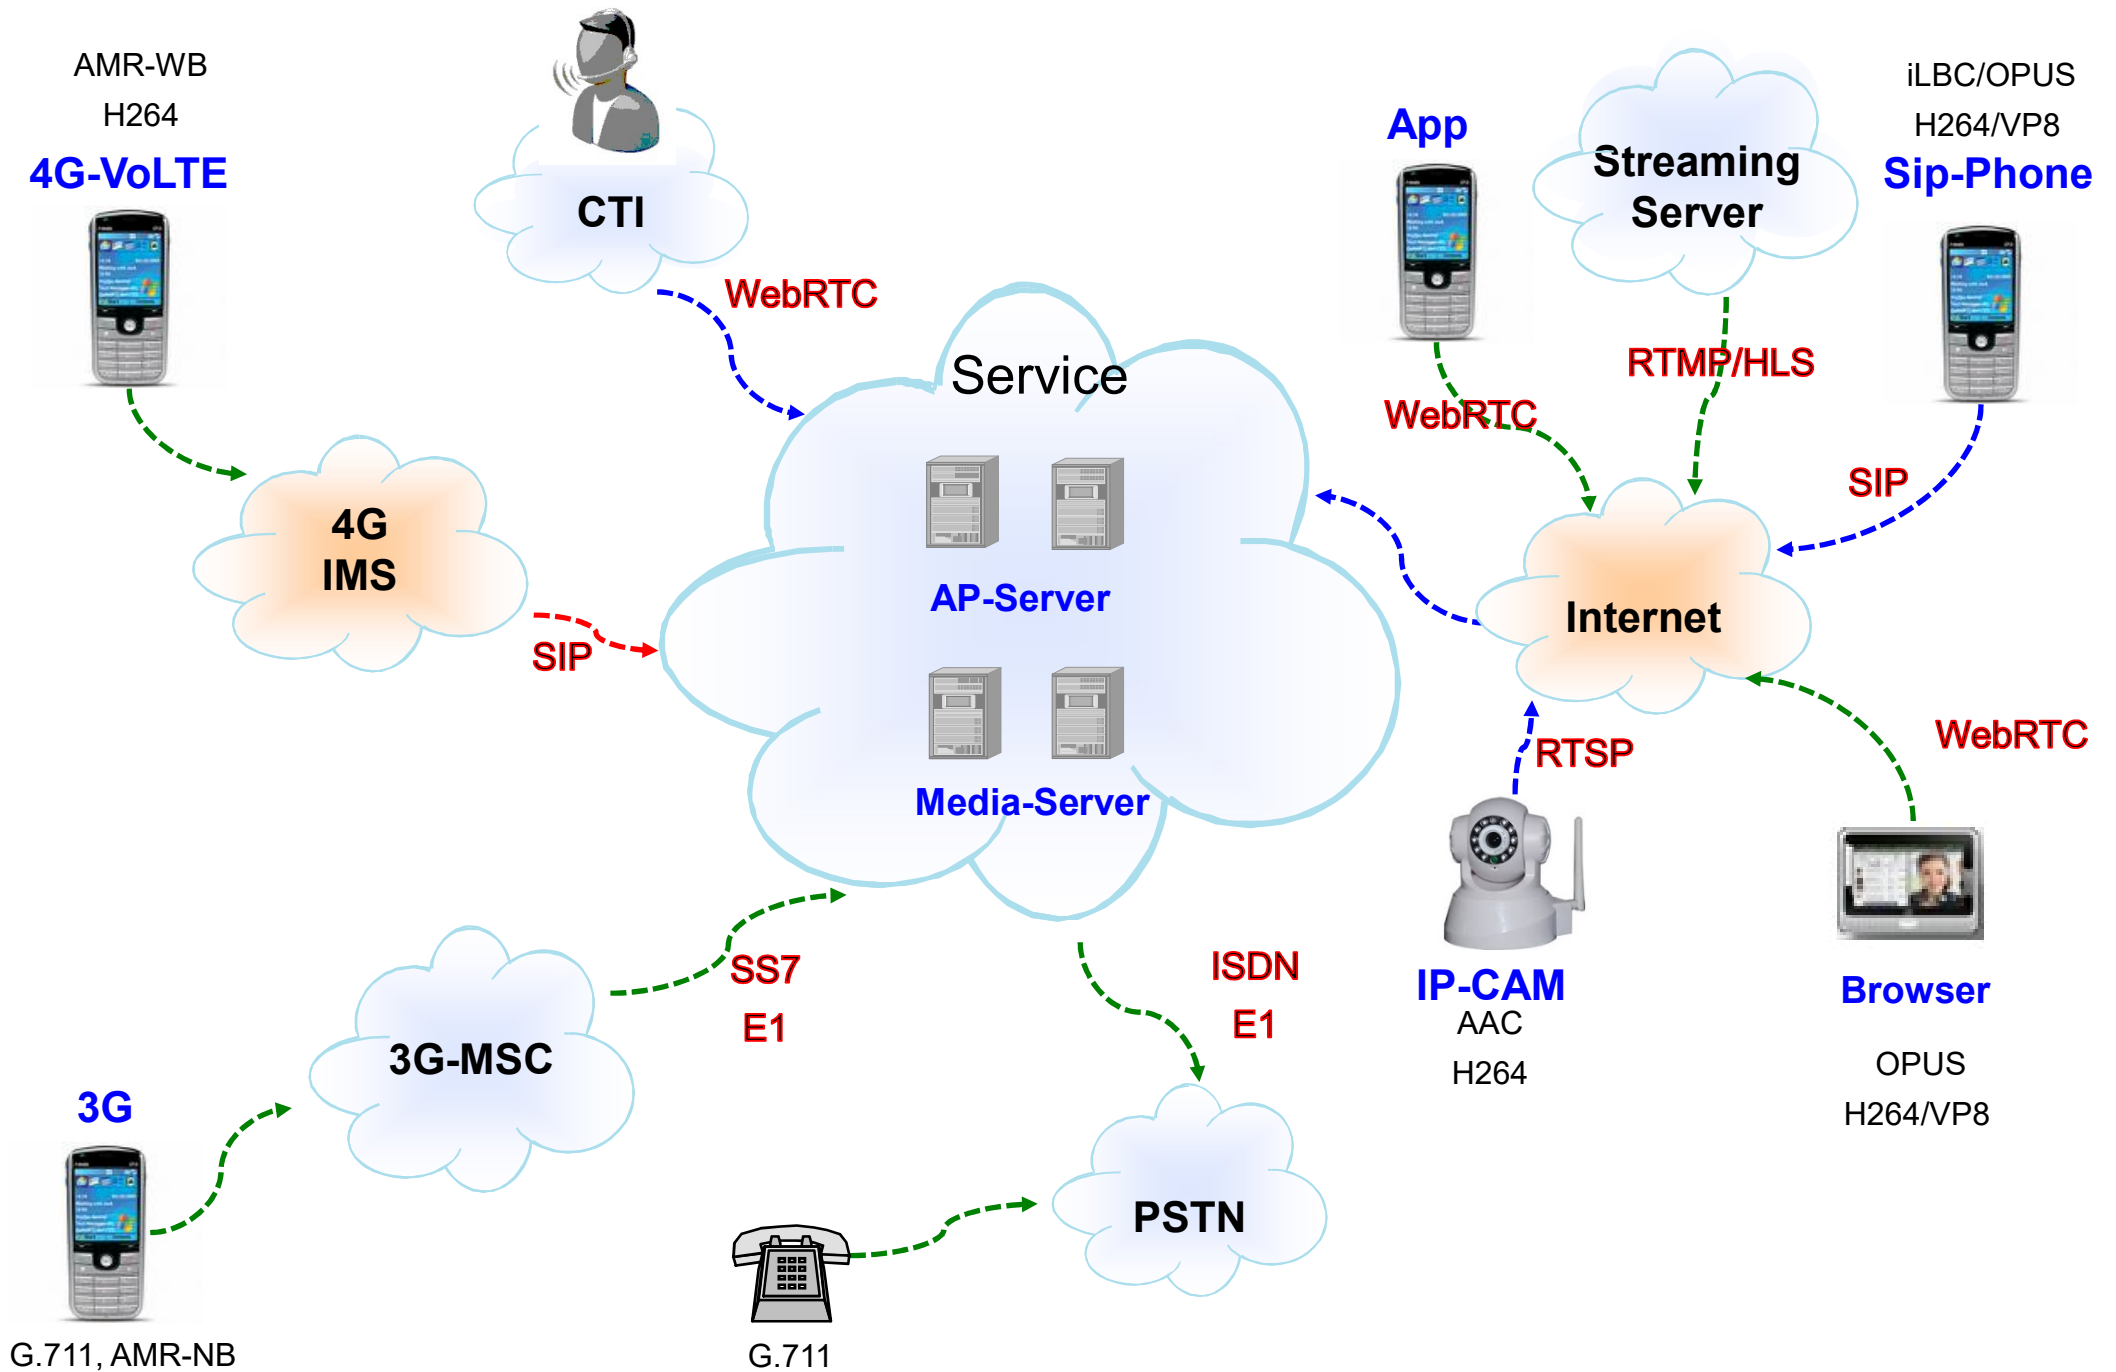 AMR-WB
H264
4G-VoLTE
CTI
WebRTC
App
Streaming
Server
iLBC/OPUS
H264/VP8
Sip-Phone
RTMP/HLS
WebRTC
SIP
Service
AP-Server
Media-Server
4G
IMS
SIP
Internet
RTSP
WebRTC
IP-CAM
AAC
H264
Browser
OPUS
H264/VP8
SS7
E1
ISDN
E1
3G-MSC
3G
G.711, AMR-NB
PSTN
G.711